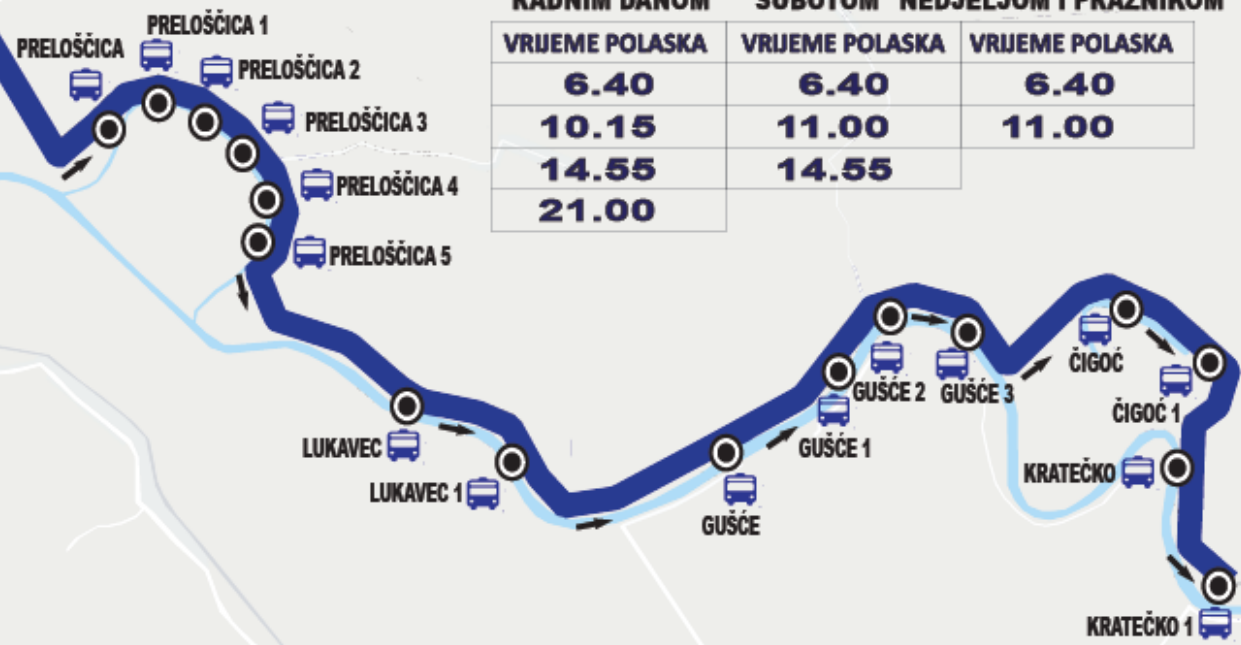 RADNIM DANOM SUBOTOM NEDJELJOM I PRAZNIKOM
VRIJEME POLASKA VRIJEME POLASKA VRIJEME POLASKA
6.40 6.40 6.40
10.15 11.00 11.00
14.55 14.55
21.00
PRELOŠČICA
PRELOŠČICA 1
PRELOŠČICA 2
PRELOŠČICA 3
PRELOŠČICA 4
PRELOŠČICA 5
LUKAVEC
LUKAVEC 1
GUŠĆE
GUŠĆE 1
GUŠĆE 2
GUŠĆE 3
ČIGOĆ
ČIGOĆ 1
KRATEČKO
KRATEČKO 1